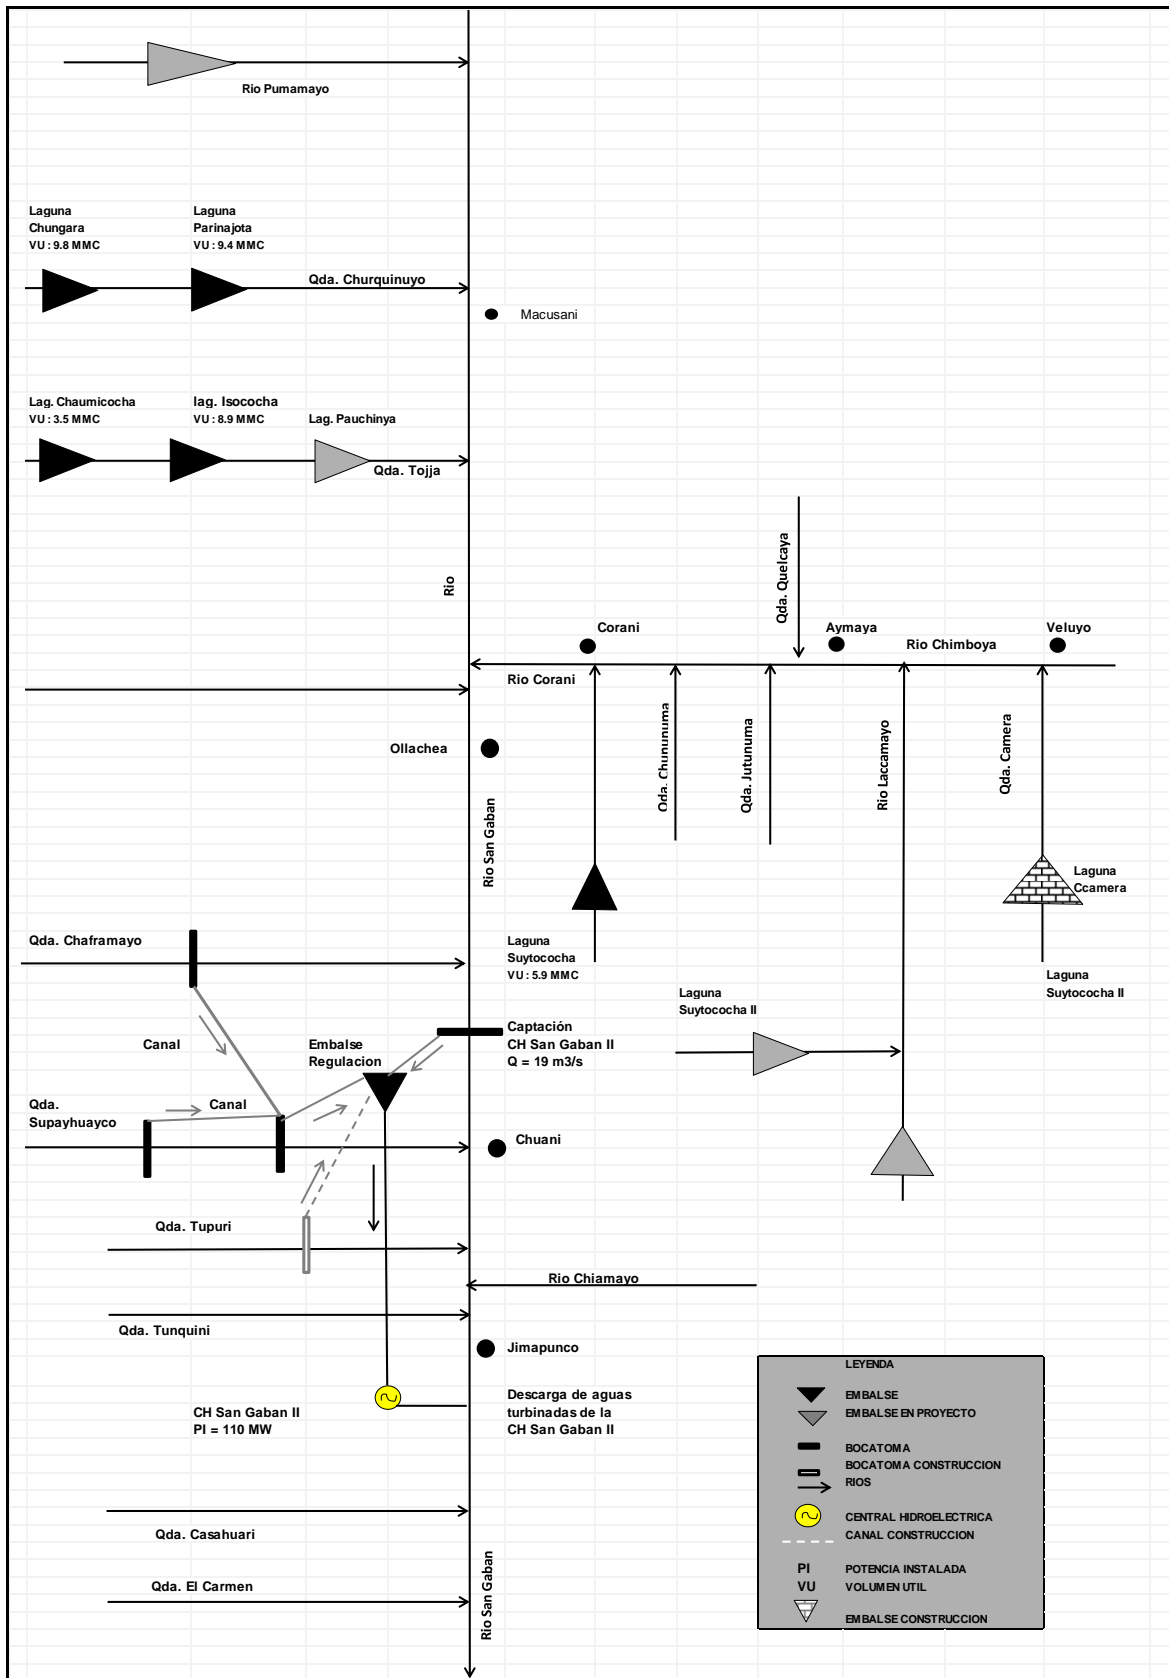 Rio Pumamayo
Laguna
Chungara
VU : 9.8 MMC
Laguna
Parinajota
VU : 9.4 MMC
Qda. Churquinuyo
Macusani
Lag. Chaumicocha
VU : 3.5 MMC
lag. Isococha
VU : 8.9 MMC
Lag. Pauchinya
Qda. Tojja
Rio
Qda. Quelcaya
Corani
Aymaya
Rio Chimboya
Veluyo
Rio Corani
Ollachea
Rio San Gaban
Qda. Chununuma
Qda. Jutunuma
Rio Laccamayo
Qda. Camera
Laguna
Ccamera
Qda. Chaframayo
Laguna
Suytococha
VU : 5.9 MMC
Laguna
Suytococha II
Laguna
Suytococha II
Canal
Embalse
Regulacion
Captación
CH San Gaban II
Q = 19 m3/s
Qda.
Supayhuayco
Canal
Chuani
Qda. Tupuri
Rio Chiamayo
Qda. Tunquini
Jimapunco
CH San Gaban II
PI = 110 MW
Descarga de aguas
turbinadas de la
CH San Gaban II
Qda. Casahuari
Qda. El Carmen
Rio San Gaban
LEYENDA
EMBALSE
EMBALSE EN PROYECTO
BOCATOMA
BOCATOMA CONSTRUCCION
RIOS
CENTRAL HIDROELECTRICA
CANAL CONSTRUCCION
PI POTENCIA INSTALADA
VU VOLUMEN UTIL
EMBALSE CONSTRUCCION